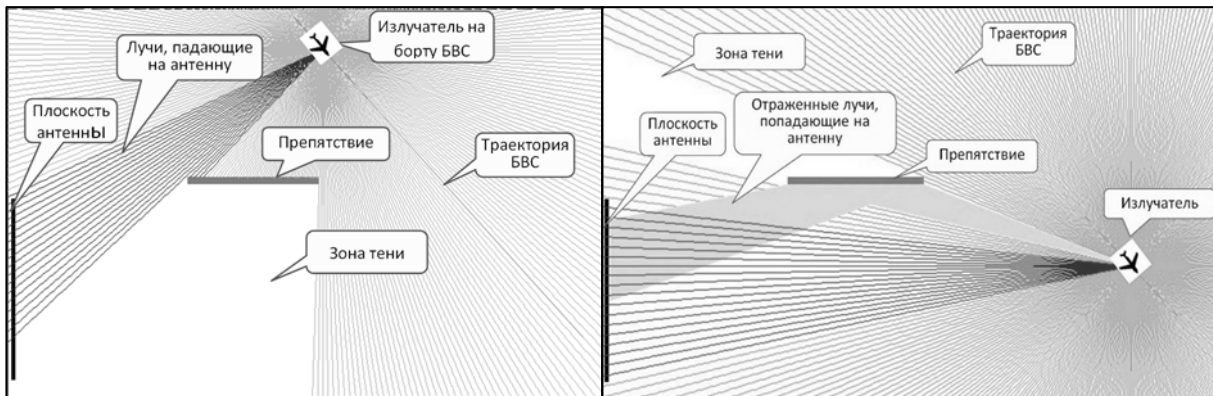 Излучатель на
борту БВС
Лучи, падающие
на антенну
Плоскость
антенны
Препятствие
Траектория
БВС
Зона тени
Траектория
БВС
Зона тени
Отраженные лучи,
попадающие на
антенну
Плоскость
антенны
Препятствие
Излучатель